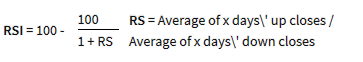 100 RS = Average of x days\' up closes /
RSI = 100 -
1 + RS Average of x days\' down closes